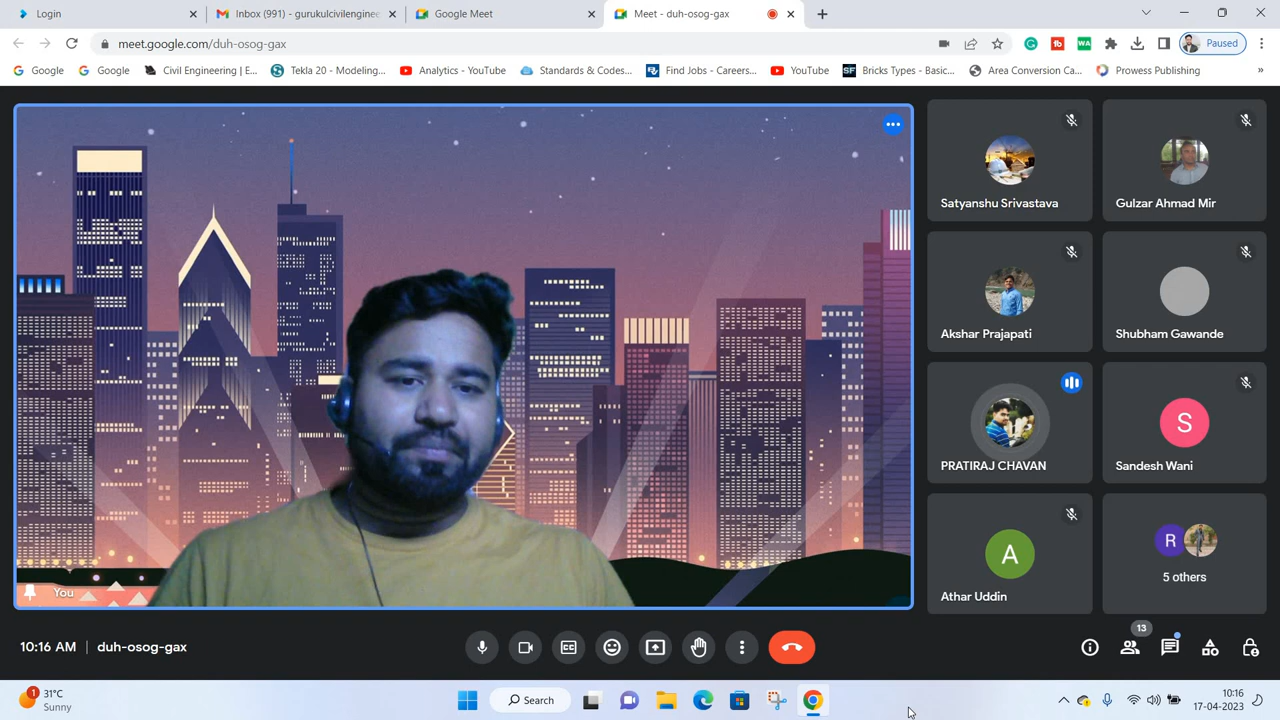 Login
Inbox (991) - gurukulcivilenginee
Google Meet
Meet - duh-osog-gax
meet.google.com/duh-osog-gax
Paused
Google
Google
Civil Engineering | E...
Tekla 20 - Modeling...
Analytics - YouTube
Standards & Codes...
Find Jobs - Careers...
YouTube
Bricks Types - Basic...
Area Conversion Ca...
Prowess Publishing
»
Satyanshu Srivastava
Gulzar Ahmad Mir
Akshar Prajapati
Shubham Gawande
PRATIRAJ CHAVAN
S
Sandesh Wani
A
Athar Uddin
R
5 others
You
10:16 AM | duh-osog-gax
CC
13
1
31°C
Sunny
Search
10:16
17-04-2023